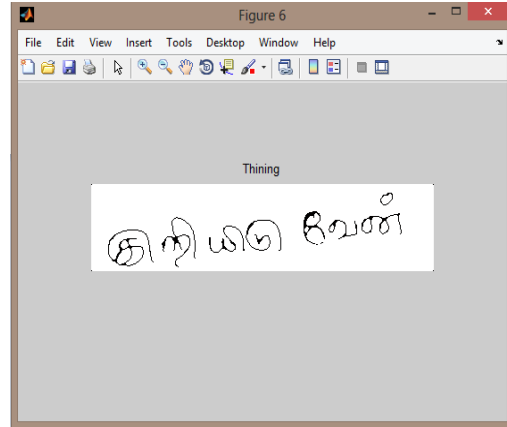 Figure 6
File Edit View Insert Tools Desktop Window Help
Thining
குறியிடு வேண்